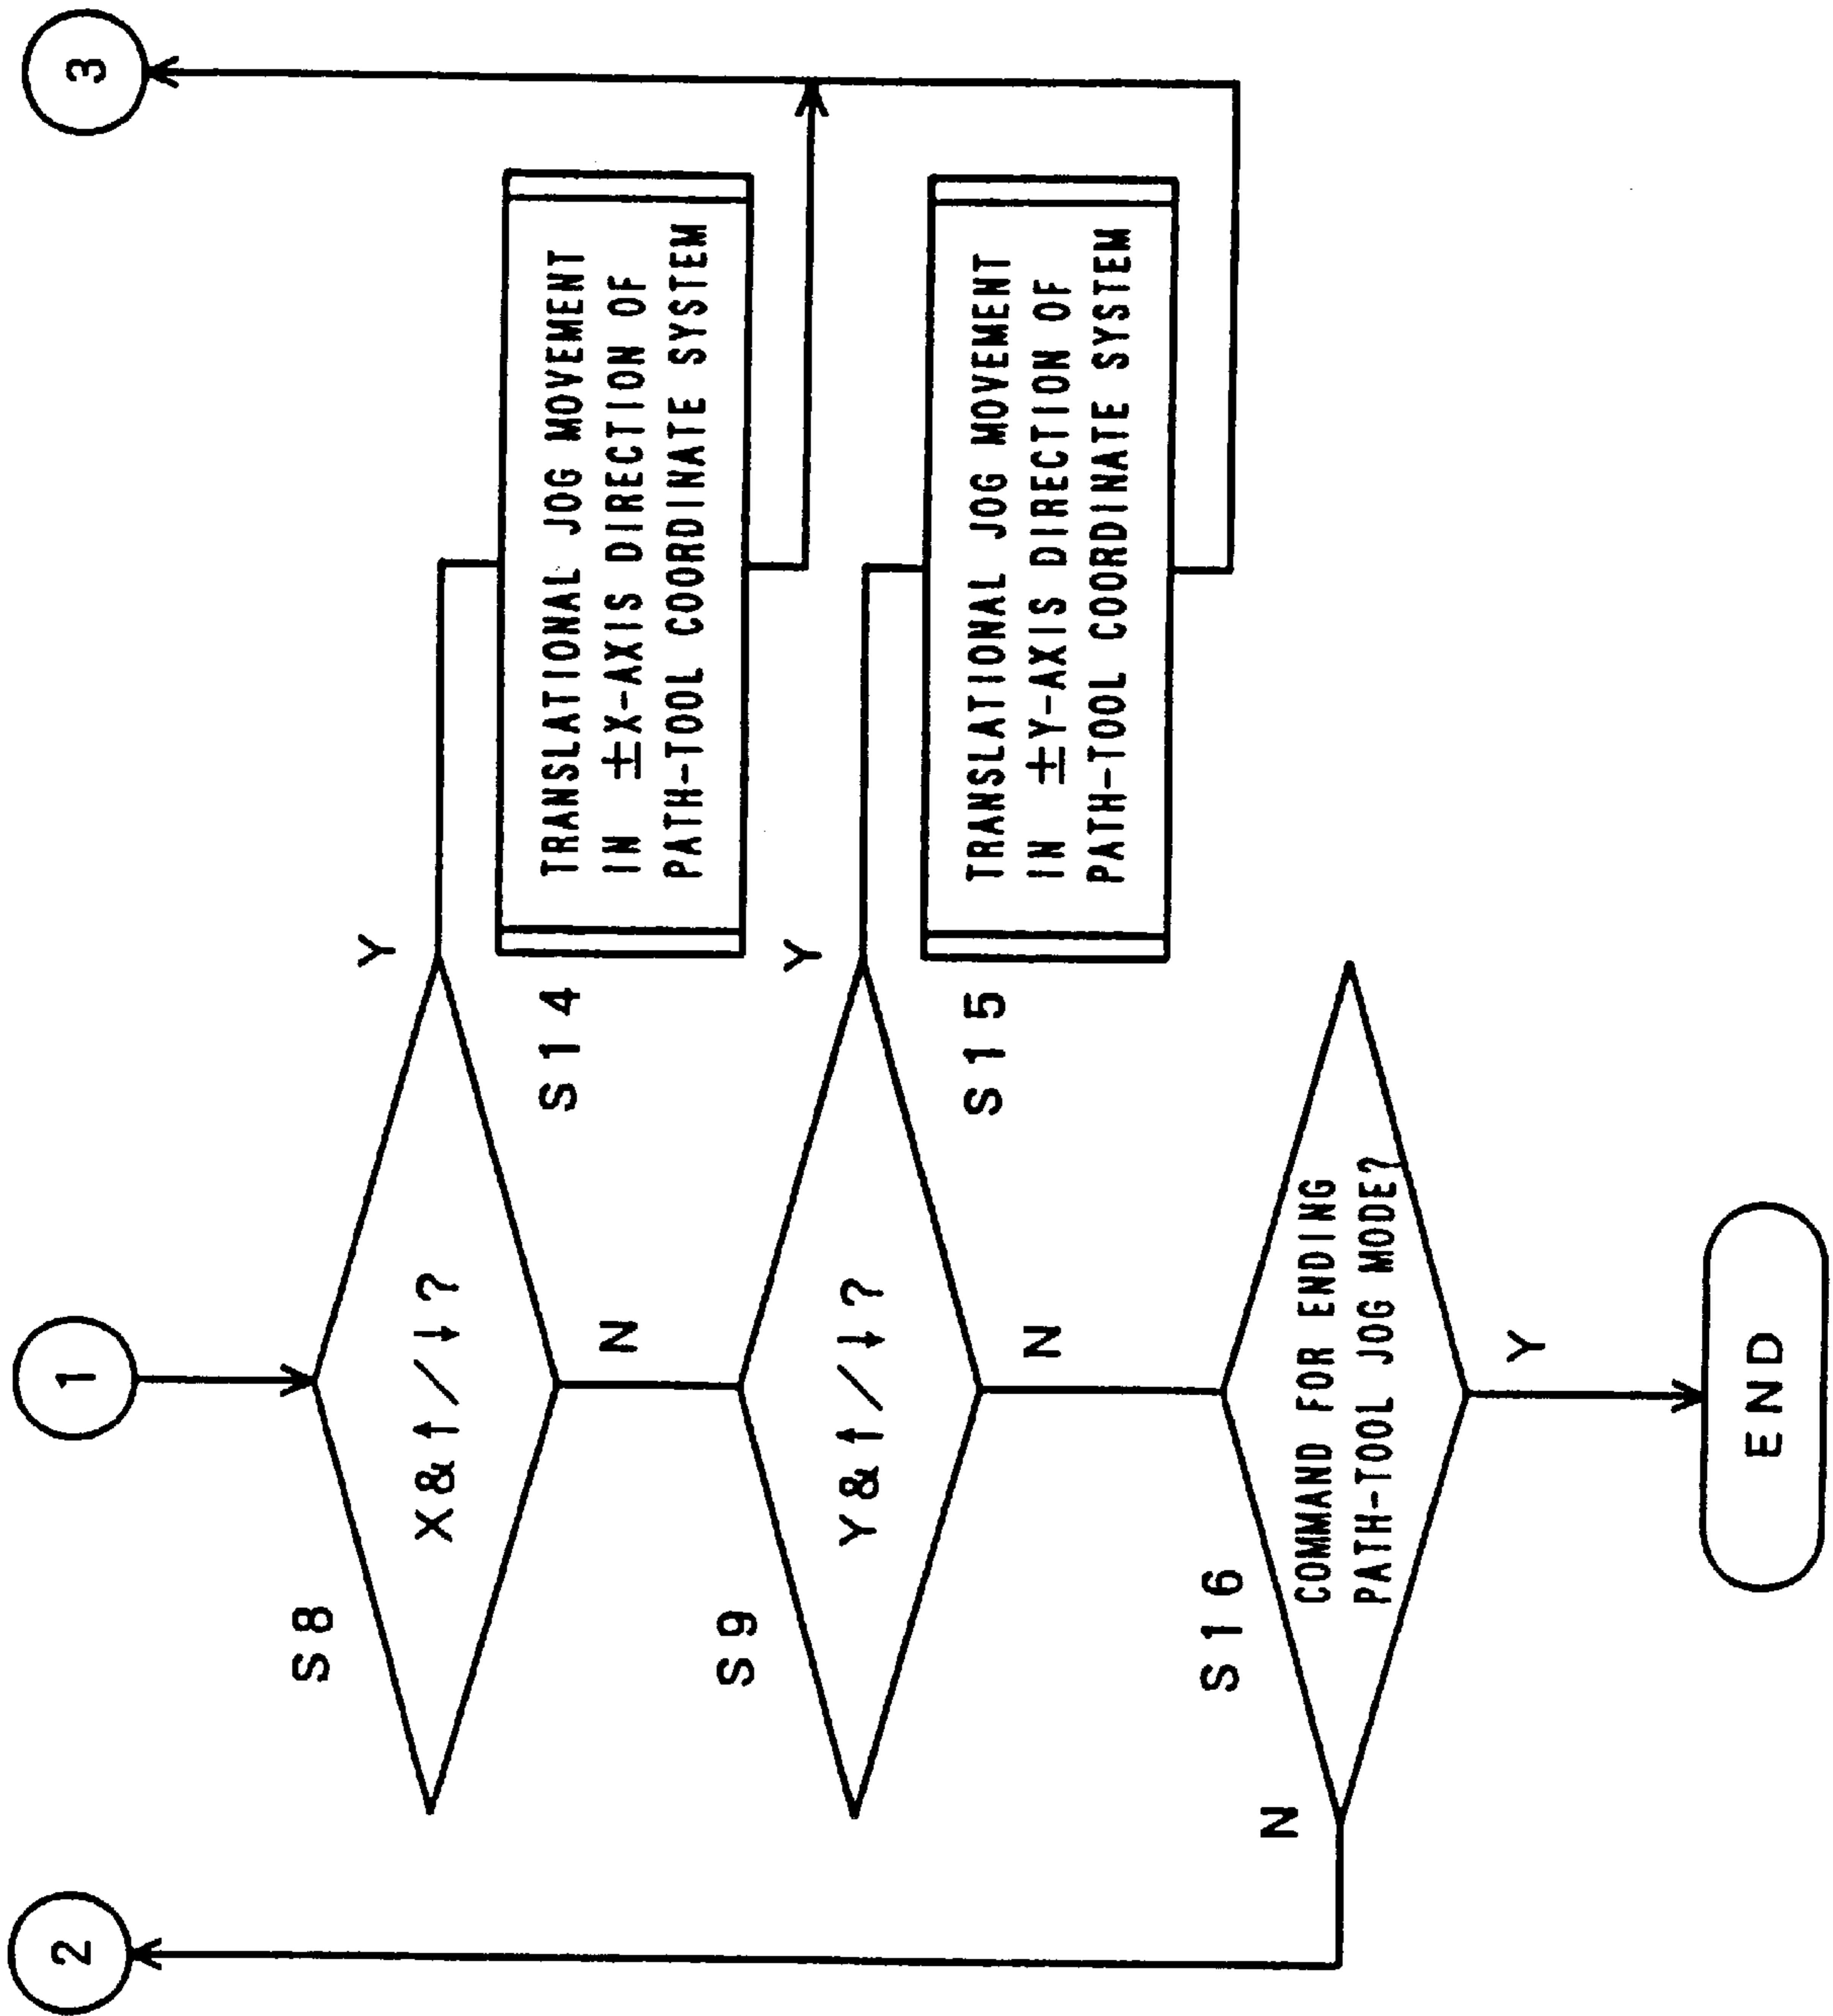 2
1
3
S8
X&↑/↓?
Y
N
S14
TRANSLATIONAL JOG MOVEMENT
IN ±X-AXIS DIRECTION OF
PATH-TOOL COORDINATE SYSTEM
S9
Y&↑/↓?
Y
N
S15
TRANSLATIONAL JOG MOVEMENT
IN ±Y-AXIS DIRECTION OF
PATH-TOOL COORDINATE SYSTEM
S16
COMMAND FOR ENDING
PATH-TOOL JOG MODE?
N
Y
END